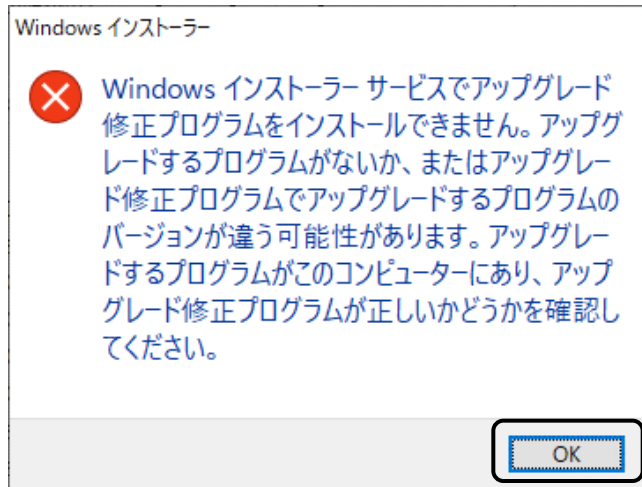 Windows インストーラー
Windows インストーラー サービスでアップグレード
修正プログラムをインストールできません。アップグ
レードするプログラムがないか、またはアップグレー
ド修正プログラムでアップグレードするプログラムの
バージョンが違う可能性があります。アップグレー
ドするプログラムがこのコンピューターにあり、アップ
グレード修正プログラムが正しいかどうかを確認し
てください。
OK